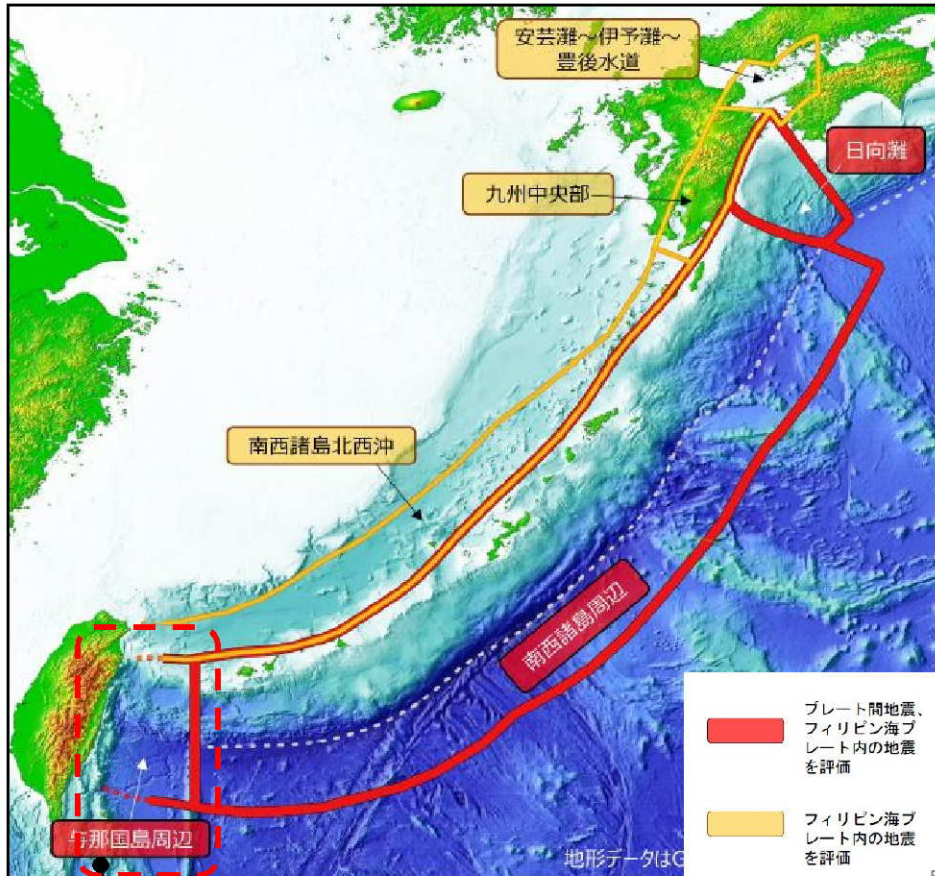 安芸灘～伊予灘～
豊後水道
日向灘
九州中央部
南西諸島北西沖
南西諸島周辺
与那国島周辺
プレート間地震、
フィリピン海プ
レート内の地震
を評価
フィリピン海プ
レート内の地震
を評価
地形データは